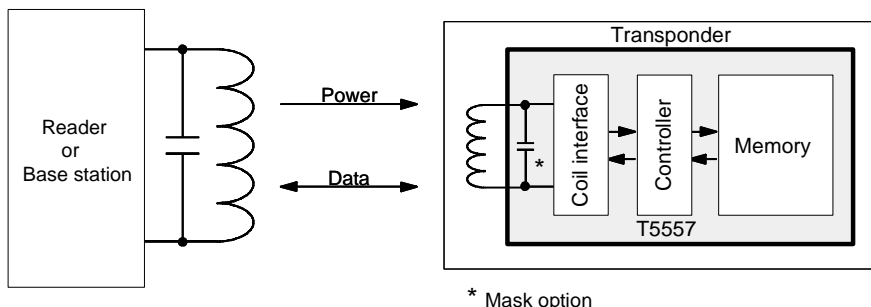 Transponder
Reader
or
Base station
Power
Data
Coil interface
Controller
Memory
*
T5557
* Mask option